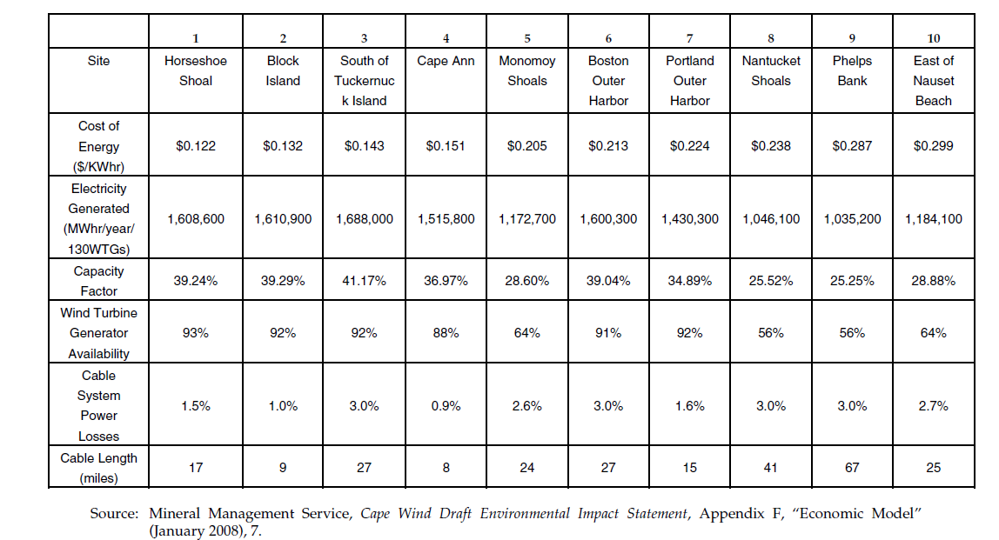 1 2 3 4 5 6 7 8 9 10
Site Horseshoe Block South of Cape Ann Monomoy Boston Portland Nantucket Phelps East of
Shoal Island Tuckernuc Shoals Outer Outer Shoals Bank Nauset
k Island Harbor Harbor Beach
Cost of
Energy $0.122 $0.132 $0.143 $0.151 $0.205 $0.213 $0.224 $0.238 $0.287 $0.299
($/KWhr)
Electricity
Generated
(MWhr/year/ 1,608,600 1,610,900 1,688,000 1,515,800 1,172,700 1,600,300 1,430,300 1,046,100 1,035,200 1,184,100
130WTGs)
Capacity
Factor 39.24% 39.29% 41.17% 36.97% 28.60% 39.04% 34.89% 25.52% 25.25% 28.88%
Wind Turbine
Generator 93% 92% 92% 88% 64% 91% 92% 56% 56% 64%
Availability
Cable
System
Power 1.5% 1.0% 3.0% 0.9% 2.6% 3.0% 1.6% 3.0% 3.0% 2.7%
Losses
Cable Length
(miles) 17 9 27 8 24 27 15 41 67 25
Source: Mineral Management Service, Cape Wind Draft Environmental Impact Statement, Appendix F, “Economic Model”
(January 2008), 7.